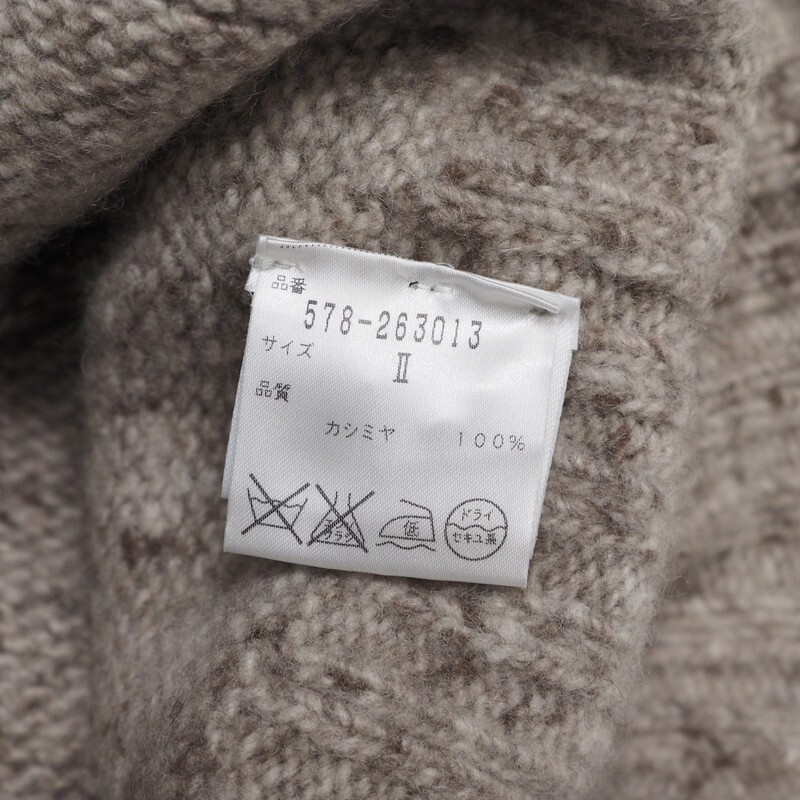 品番
578-263013
サイズ
II
品質
カシミヤ 100%
低
ドライ
セキユ系